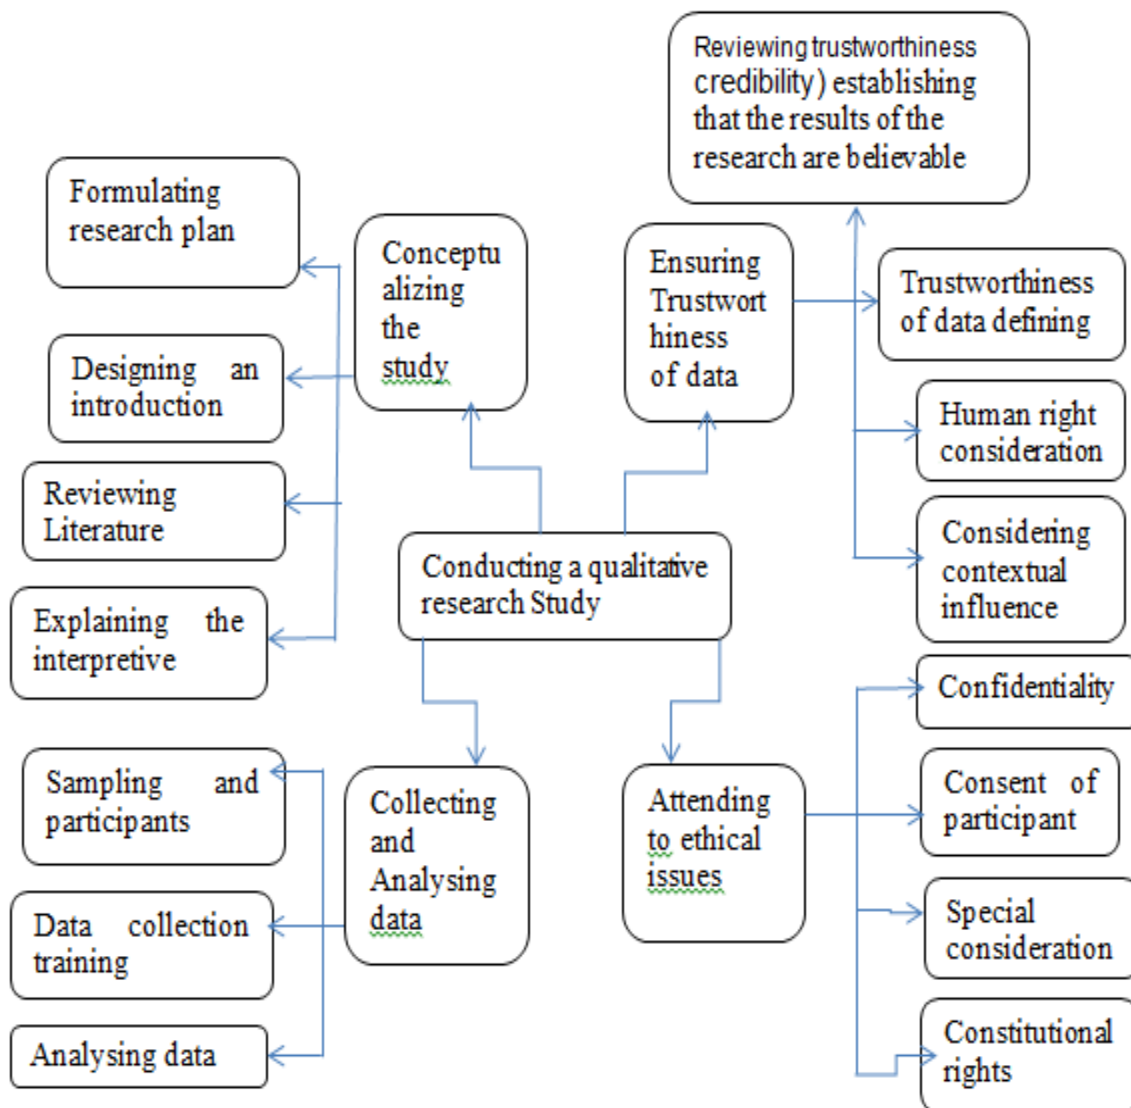 Reviewing trustworthiness
credibility) establishing
that the results of the
research are believable
Formulating
research plan
Conceptu
alizing
the
study
Ensuring
Trustwort
hiness
of data
Trustworthiness
of data defining
Designing an
introduction
Human right
consideration
Reviewing
Literature
Considering
contextual
influence
Conducting a qualitative
research Study
Explaining the
interpretive
Confidentiality
Sampling and
participants
Collecting
and
Analysing
data
Attending
to ethical
issues
Consent of
participant
Data collection
training
Special
consideration
Analysing data
Constitutional
rights